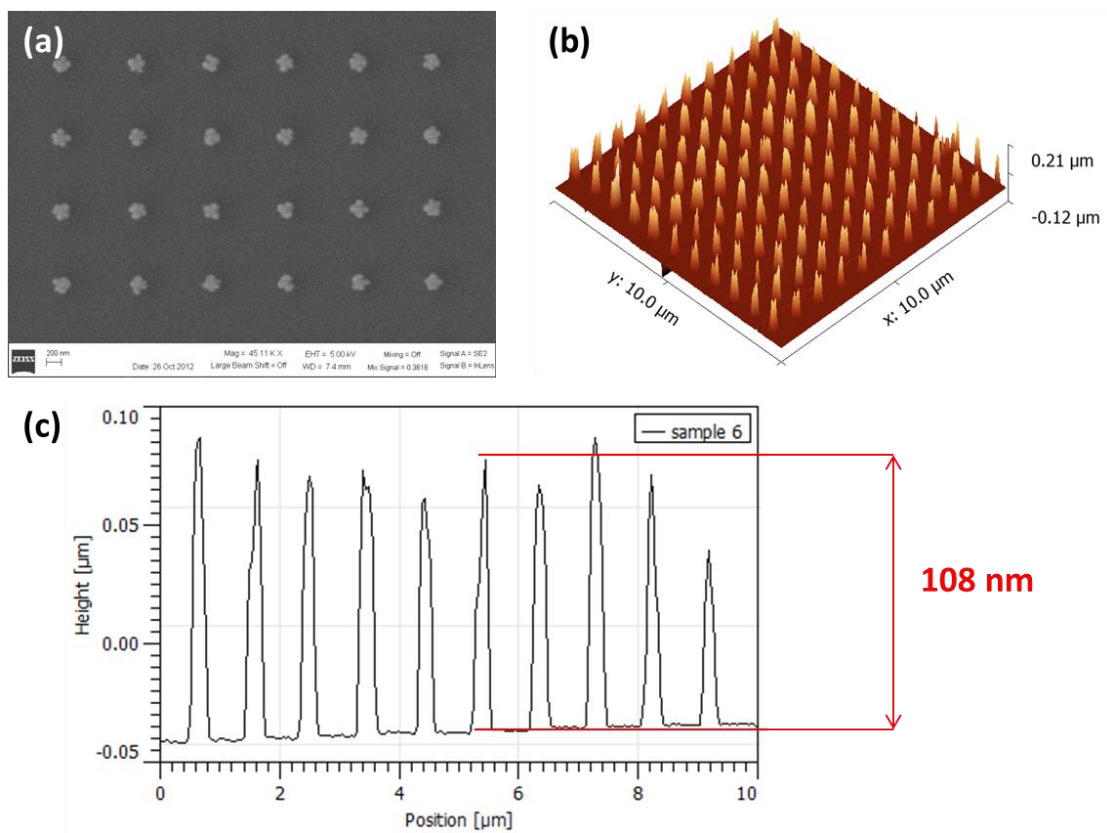 (a)
200 nm
ZEISS
Mag = 45.11 K X
EHT = 5.00 kV
Mixing = Off
Signal A = SE2
Date 26 Oct 2012
Large Beam Shift = Off
WD = 7.4 mm
Mix Signal = 0.3618
Signal B = InLens
(b)
0.21 µm
-0.12 µm
y: 10.0 µm
x: 10.0 µm
(c)
0.10
0.05
0.00
-0.05
Height [µm]
sample 6
108 nm
0 2 4 6 8 10
Position [µm]